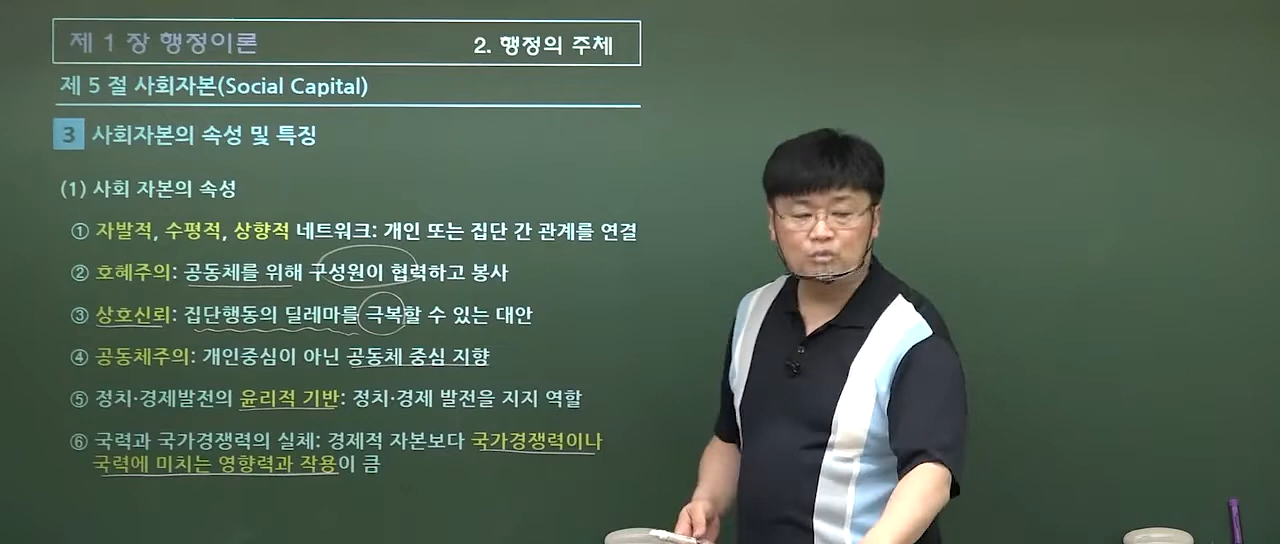 제 1 장 행정이론
2. 행정의 주체
제 5 절 사회자본(Social Capital)
3 사회자본의 속성 및 특징
(1) 사회 자본의 속성
① 자발적, 수평적, 상향적 네트워크: 개인 또는 집단 간 관계를 연결
② 호혜주의: 공동체를 위해 구성원이 협력하고 봉사
③ 상호신뢰: 집단행동의 딜레마를 극복할 수 있는 대안
④ 공동체주의: 개인중심이 아닌 공동체 중심 지향
⑤ 정치·경제발전의 윤리적 기반: 정치·경제 발전을 지지 역할
⑥ 국력과 국가경쟁력의 실체: 경제적 자본보다 국가경쟁력이나
국력에 미치는 영향력과 작용이 큼